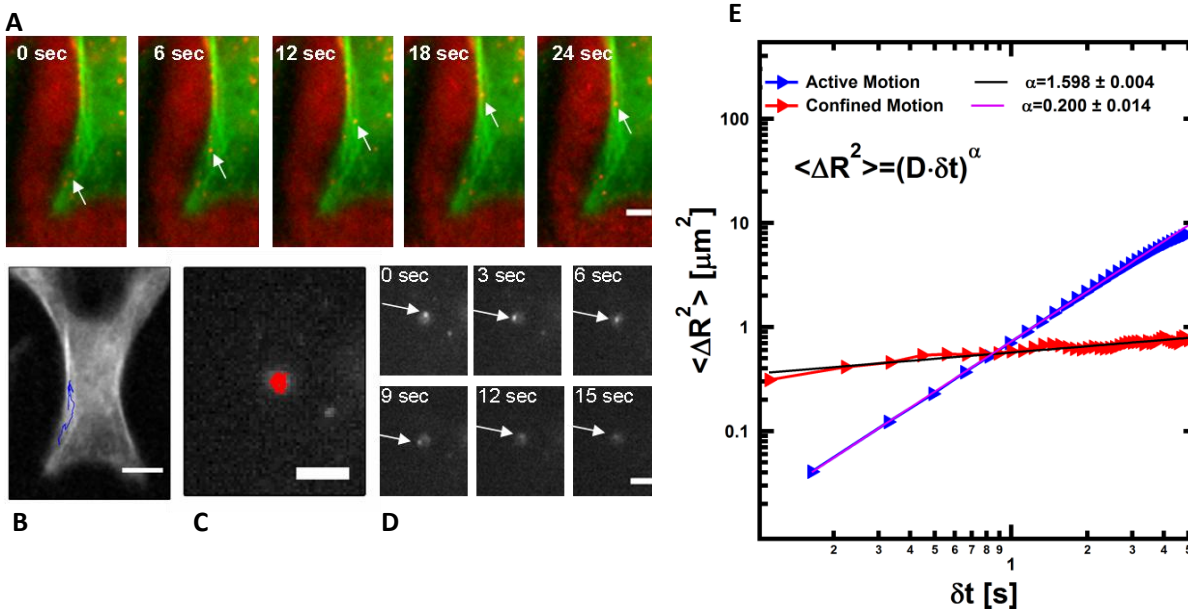 A
0 sec 6 sec 12 sec 18 sec 24 sec
0 sec 3 sec 6 sec
9 sec 12 sec 15 sec
B C D
E
Active Motion α=1.598 ± 0.004
Confined Motion α=0.200 ± 0.014
<ΔR²>=(D·δt)^α
100
10
1
0.1
<ΔR²> [μm²]
2 3 4 5 6 7 8 9 1 2 3 4 5
δt [s]